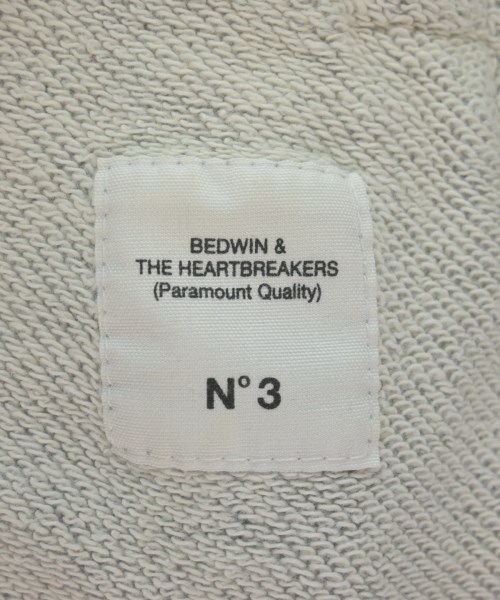 BEDWIN &
THE HEARTBREAKERS
(Paramount Quality)
N° 3